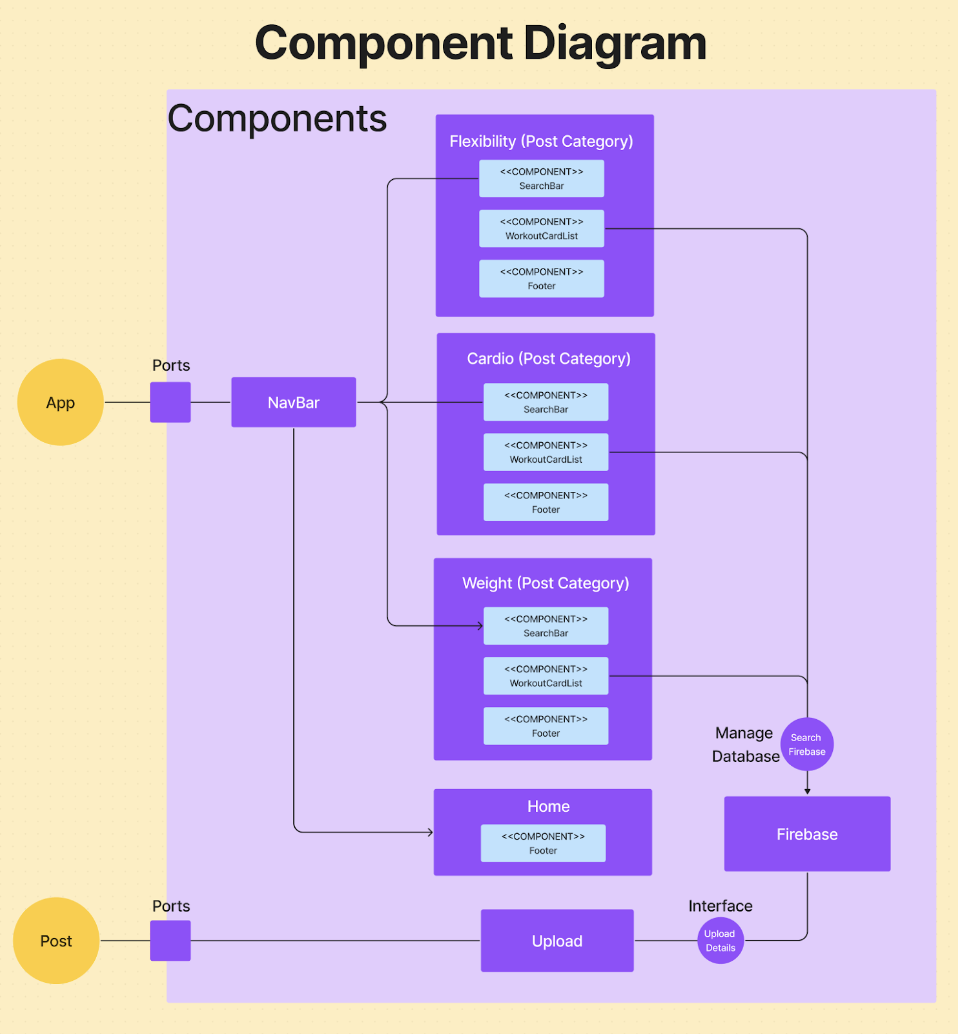 Component Diagram
Components
Flexibility (Post Category)
<<COMPONENT>>
SearchBar
<<COMPONENT>>
WorkoutCardList
<<COMPONENT>>
Footer
Ports
App
NavBar
Cardio (Post Category)
<<COMPONENT>>
SearchBar
<<COMPONENT>>
WorkoutCardList
<<COMPONENT>>
Footer
Weight (Post Category)
<<COMPONENT>>
SearchBar
<<COMPONENT>>
WorkoutCardList
<<COMPONENT>>
Footer
Manage
Database
Search
Firebase
Home
<<COMPONENT>>
Footer
Firebase
Ports
Post
Upload
Interface
Upload
Details